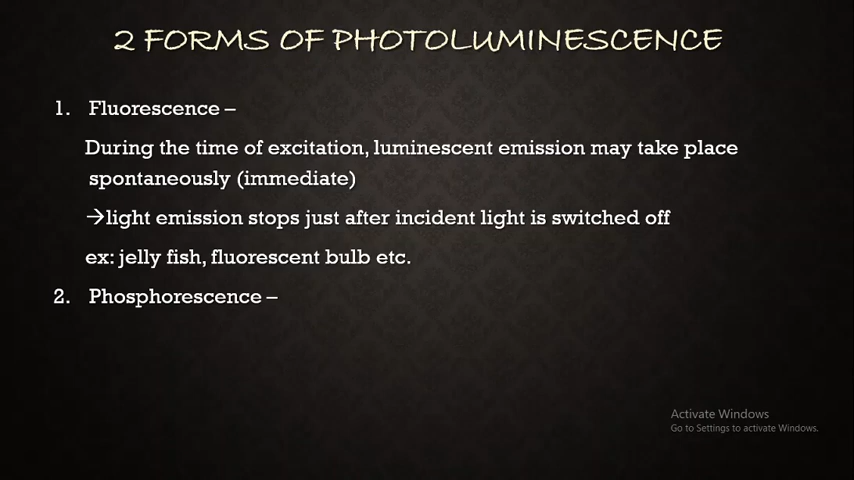 2 FORMS OF PHOTOLUMINESCENCE
1. Fluorescence –
During the time of excitation, luminescent emission may take place
spontaneously (immediate)
→light emission stops just after incident light is switched off
ex: jelly fish, fluorescent bulb etc.
2. Phosphorescence –
Activate Windows
Go to Settings to activate Windows.